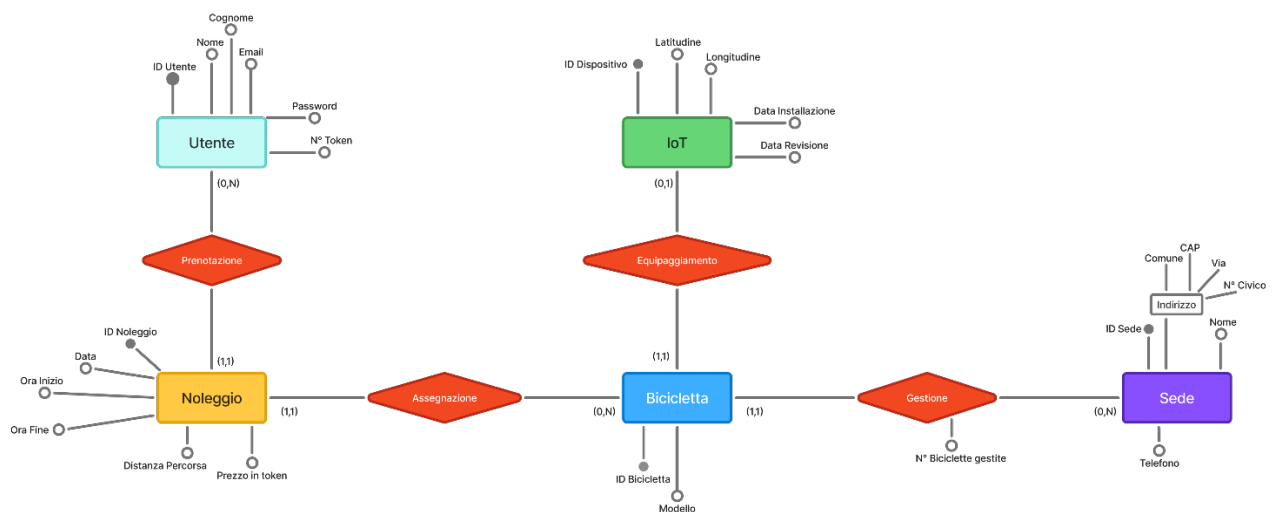 Cognome
Nome
Email
ID Utente
Password
Utente
N° Token
(0,N)
Latitudine
Longitudine
ID Dispositivo
Data Installazione
IoT
Data Revisione
(0,1)
Prenotazione
Equipaggiamento
CAP
Comune
Via
N° Civico
Indirizzo
ID Sede
Nome
ID Noleggio
(1,1)
Data
Ora Inizio
Noleggio
(1,1)
Ora Fine
Distanza Percorsa
Prezzo in token
Assegnazione
(1,1)
(0,N)
Bicicletta
(1,1)
ID Bicicletta
Modello
Gestione
N° Biciclette gestite
(0,N)
Sede
Telefono